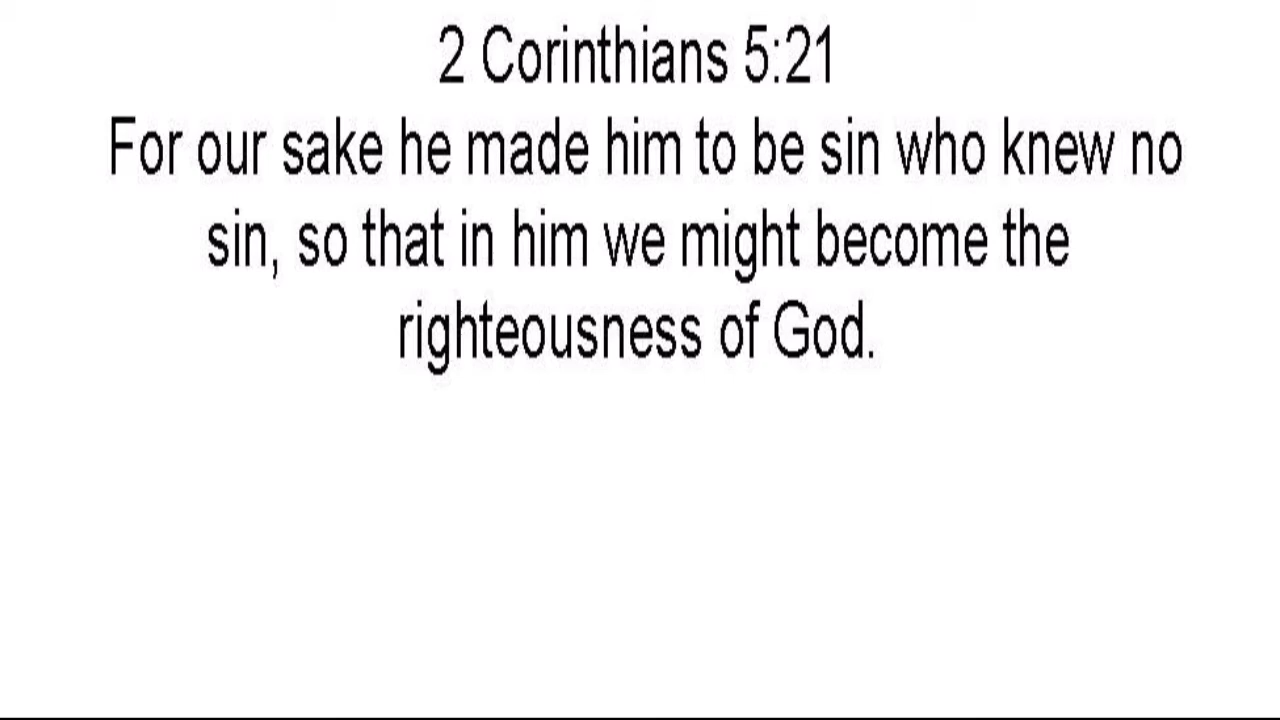 2 Corinthians 5:21
For our sake he made him to be sin who knew no
sin, so that in him we might become the
righteousness of God.